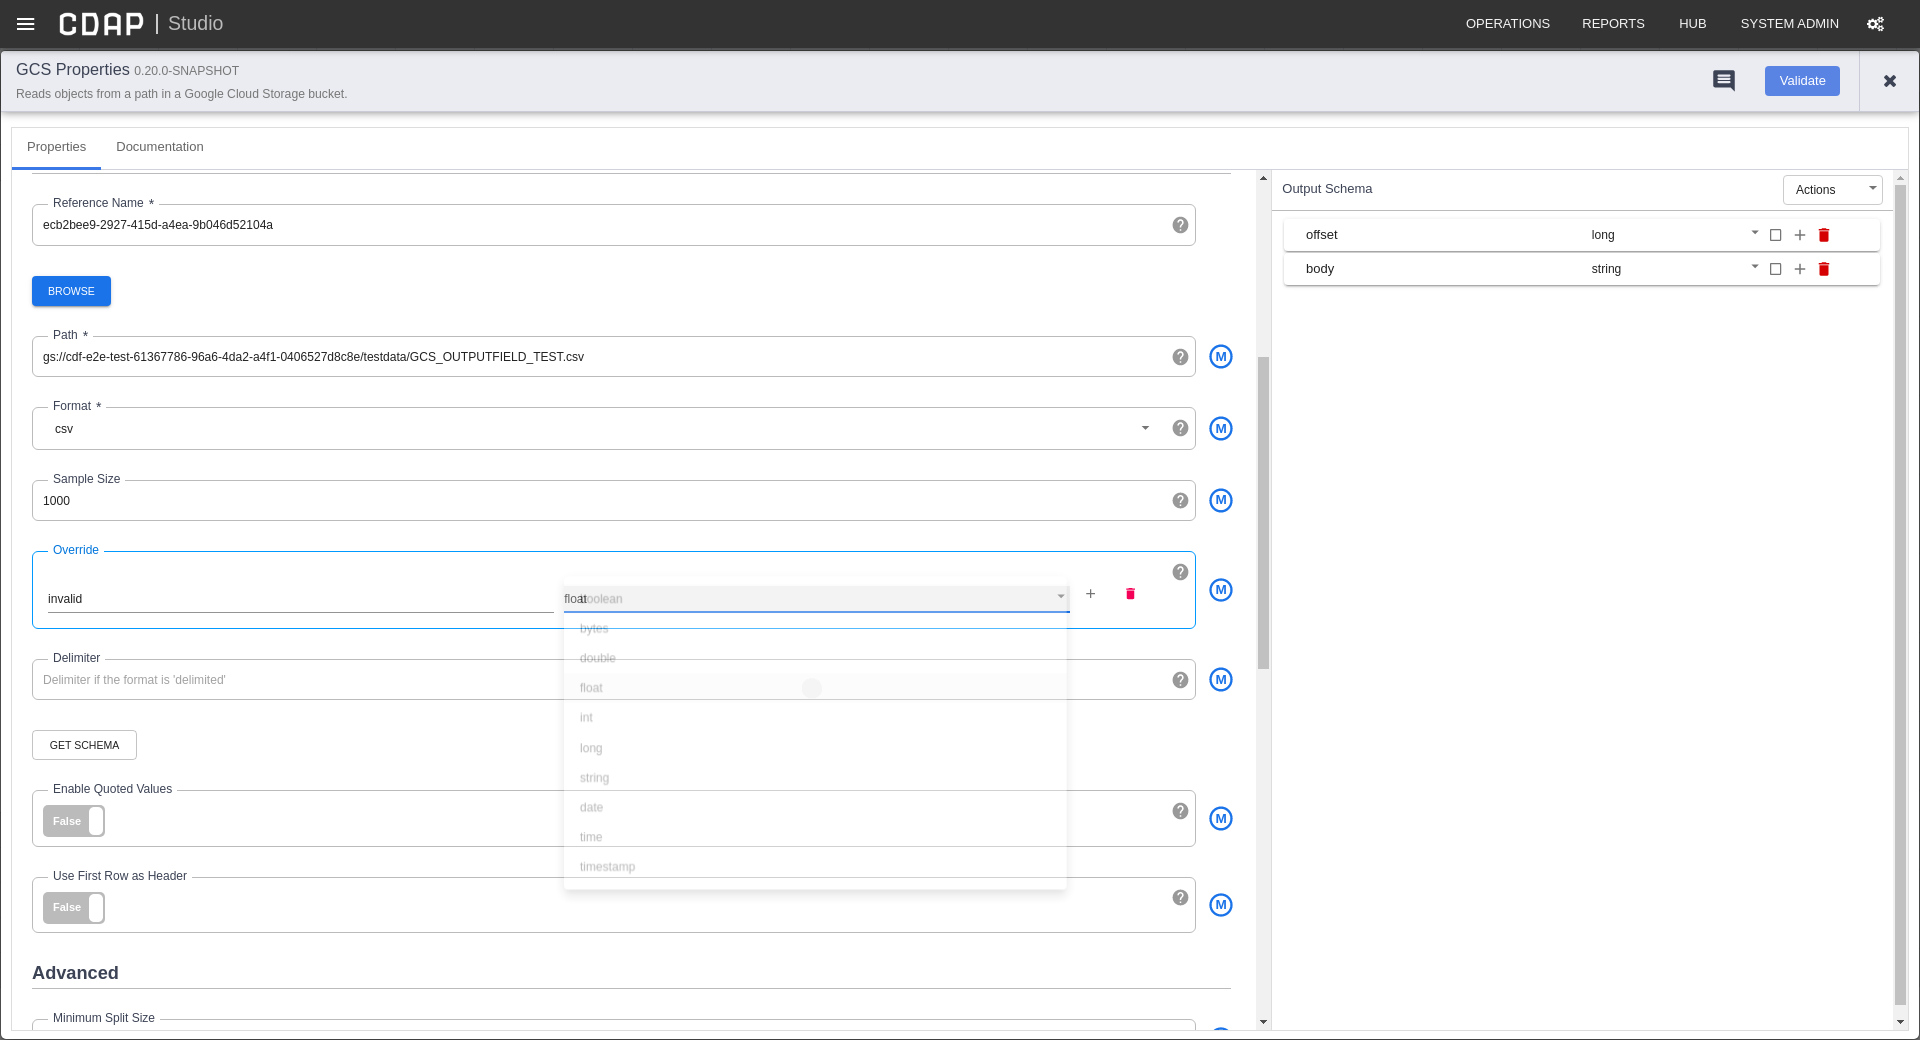 CDAP | Studio
OPERATIONS REPORTS HUB SYSTEM ADMIN
GCS Properties 0.20.0-SNAPSHOT
Reads objects from a path in a Google Cloud Storage bucket.
Validate
Properties Documentation
Reference Name *
ecb2bee9-2927-415d-a4ea-9b046d52104a
BROWSE
Path *
gs://cdf-e2e-test-61367786-96a6-4da2-a4f1-0406527d8c8e/testdata/GCS_OUTPUTFIELD_TEST.csv
M
Format *
csv
M
Sample Size
1000
M
Override
invalid
float
boolean
bytes
double
float
int
long
string
date
time
timestamp
M
Delimiter
Delimiter if the format is 'delimited'
M
GET SCHEMA
Enable Quoted Values
False
M
Use First Row as Header
False
M
Advanced
Minimum Split Size
Output Schema
Actions
offset long
body string